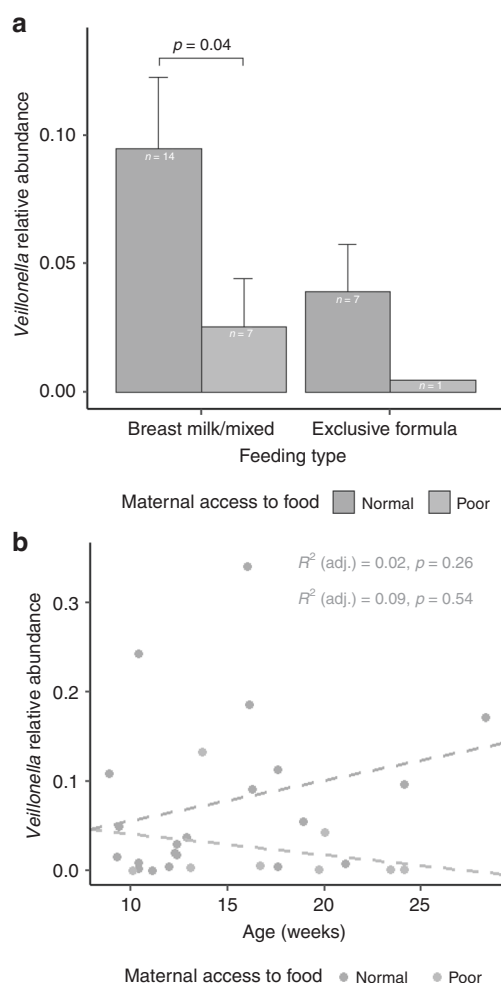 a
p = 0.04
Veillonella relative abundance
0.10
0.05
0.00
n = 14
n = 7
n = 7
n = 1
Breast milk/mixed Exclusive formula
Feeding type
Maternal access to food Normal Poor
b
R² (adj.) = 0.02, p = 0.26
R² (adj.) = 0.09, p = 0.54
Veillonella relative abundance
0.3
0.2
0.1
0.0
10 15 20 25
Age (weeks)
Maternal access to food Normal Poor